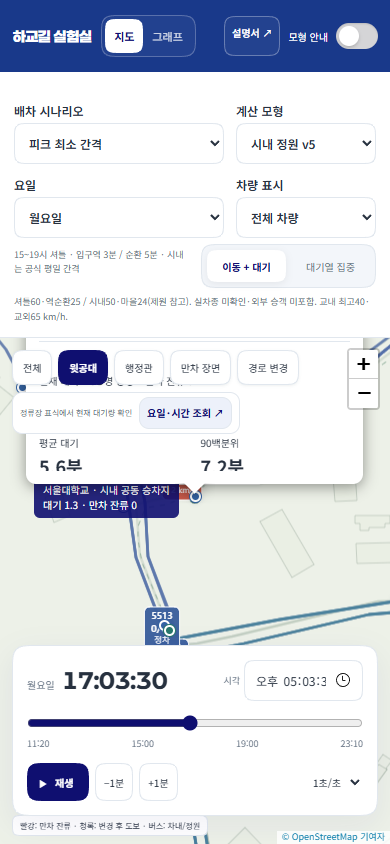 하교길 실험실
지도
그래프
설명서 ↗
모형 안내
배차 시나리오
계산 모형
피크 최소 간격
시내 정원 v5
요일
차량 표시
월요일
전체 차량
15–19시 셔틀 · 입구역 3분 / 순환 5분 · 시내
는 공식 평일 간격
이동 + 대기
대기열 집중
셔틀60·역순환25 / 시내50·마을24(제원 참고). 실차종 미확인·외부 승객 미포함. 교내 최고40·
교외65 km/h.
전체
윗공대
행정관
만차 장면
경로 변경
+
−
정류장 표식에서 현재 대기량 확인
요일·시간 조회 ↗
평균 대기
90백분위
5.6분
7.2분
서울대학교 · 시내 공동 승차지
대기 1.3 · 만차 잔류 0
5513
정차
월요일
17:03:30
시각
오후 05:03:3
11:20
15:00
19:00
23:10
▶ 재생
−1분
+1분
1초/초
빨강: 만차 잔류 · 청록: 변경 후 도보 · 버스: 차내/정원
© OpenStreetMap 기여자